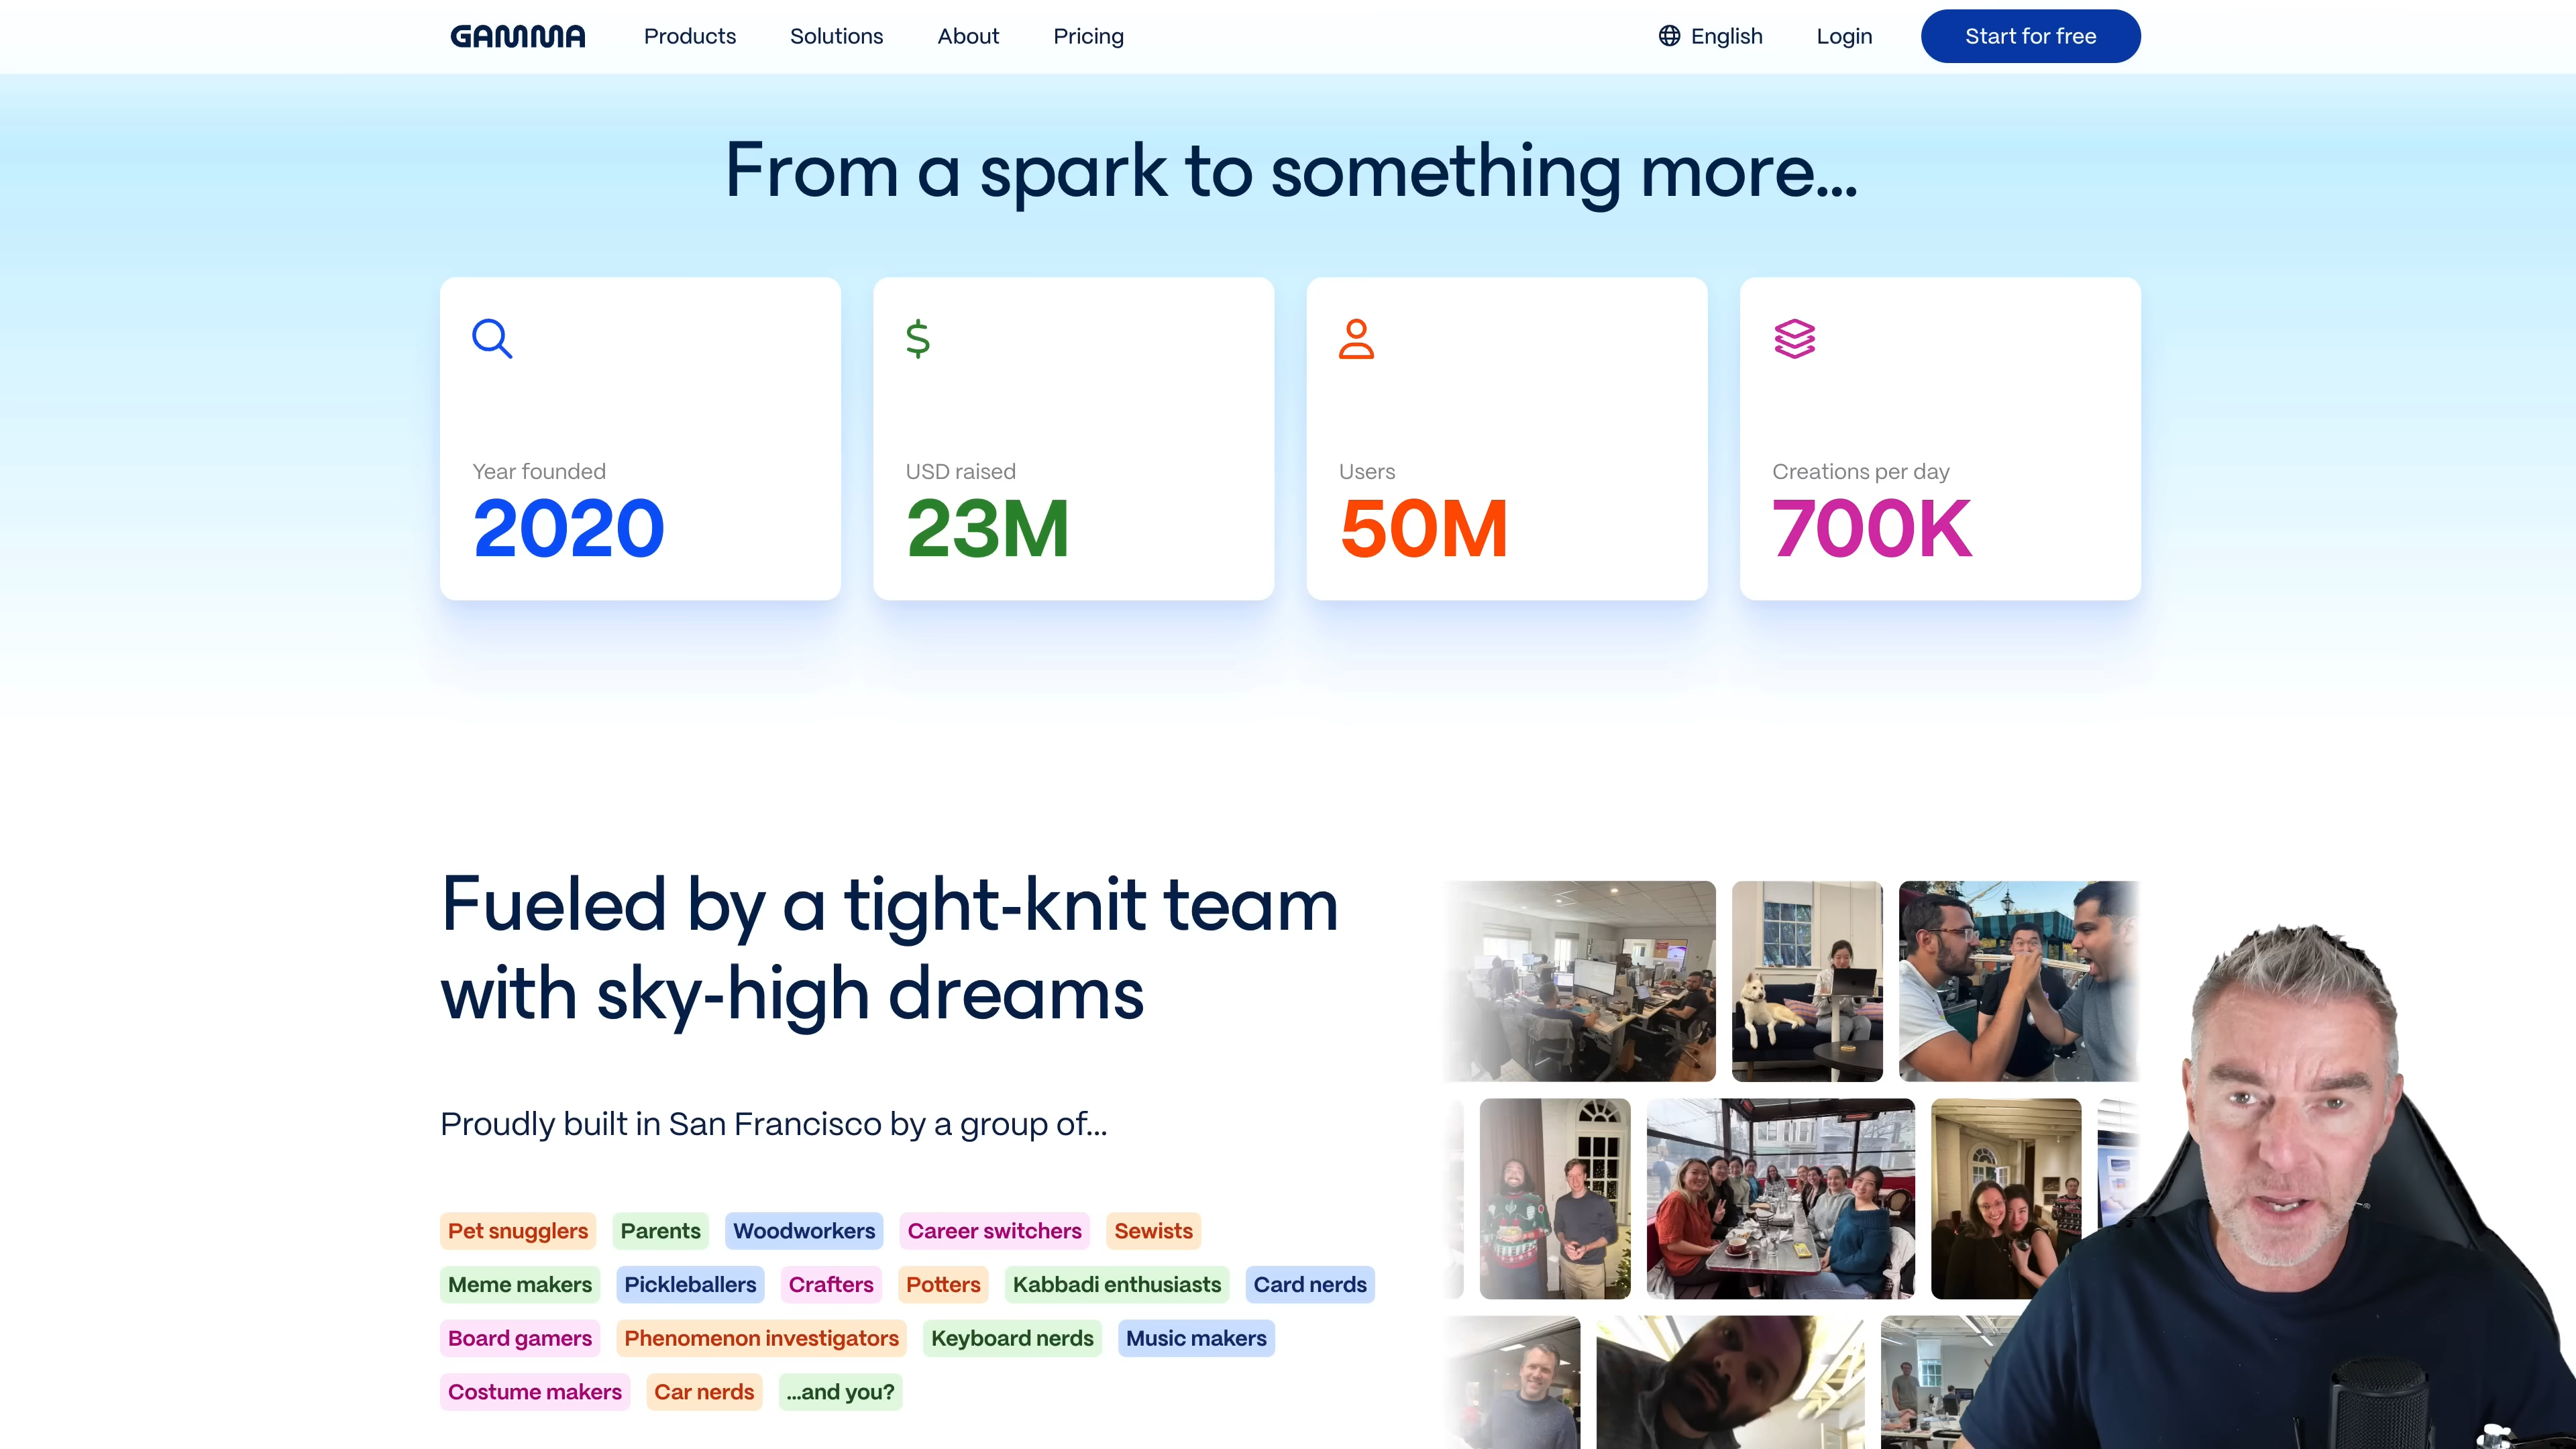 GAMMA Products Solutions About Pricing English Login Start for free
From a spark to something more...
Year founded
2020
USD raised
23M
Users
50M
Creations per day
700K
Fueled by a tight-knit team
with sky-high dreams
Proudly built in San Francisco by a group of...
Pet snugglers Parents Woodworkers Career switchers Sewists
Meme makers Pickleballers Crafters Potters Kabbadi enthusiasts Card nerds
Board gamers Phenomenon investigators Keyboard nerds Music makers
Costume makers Car nerds ...and you?